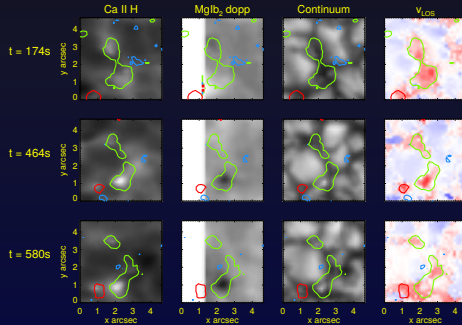 Ca II H MgIb2 dopp Continuum vLOS
t = 174s
y arcsec
4
3
2
1
0
t = 464s
y arcsec
4
3
2
1
0
t = 580s
y arcsec
4
3
2
1
0
0 1 2 3 4 0 1 2 3 4 0 1 2 3 4 0 1 2 3 4
x arcsec x arcsec x arcsec x arcsec